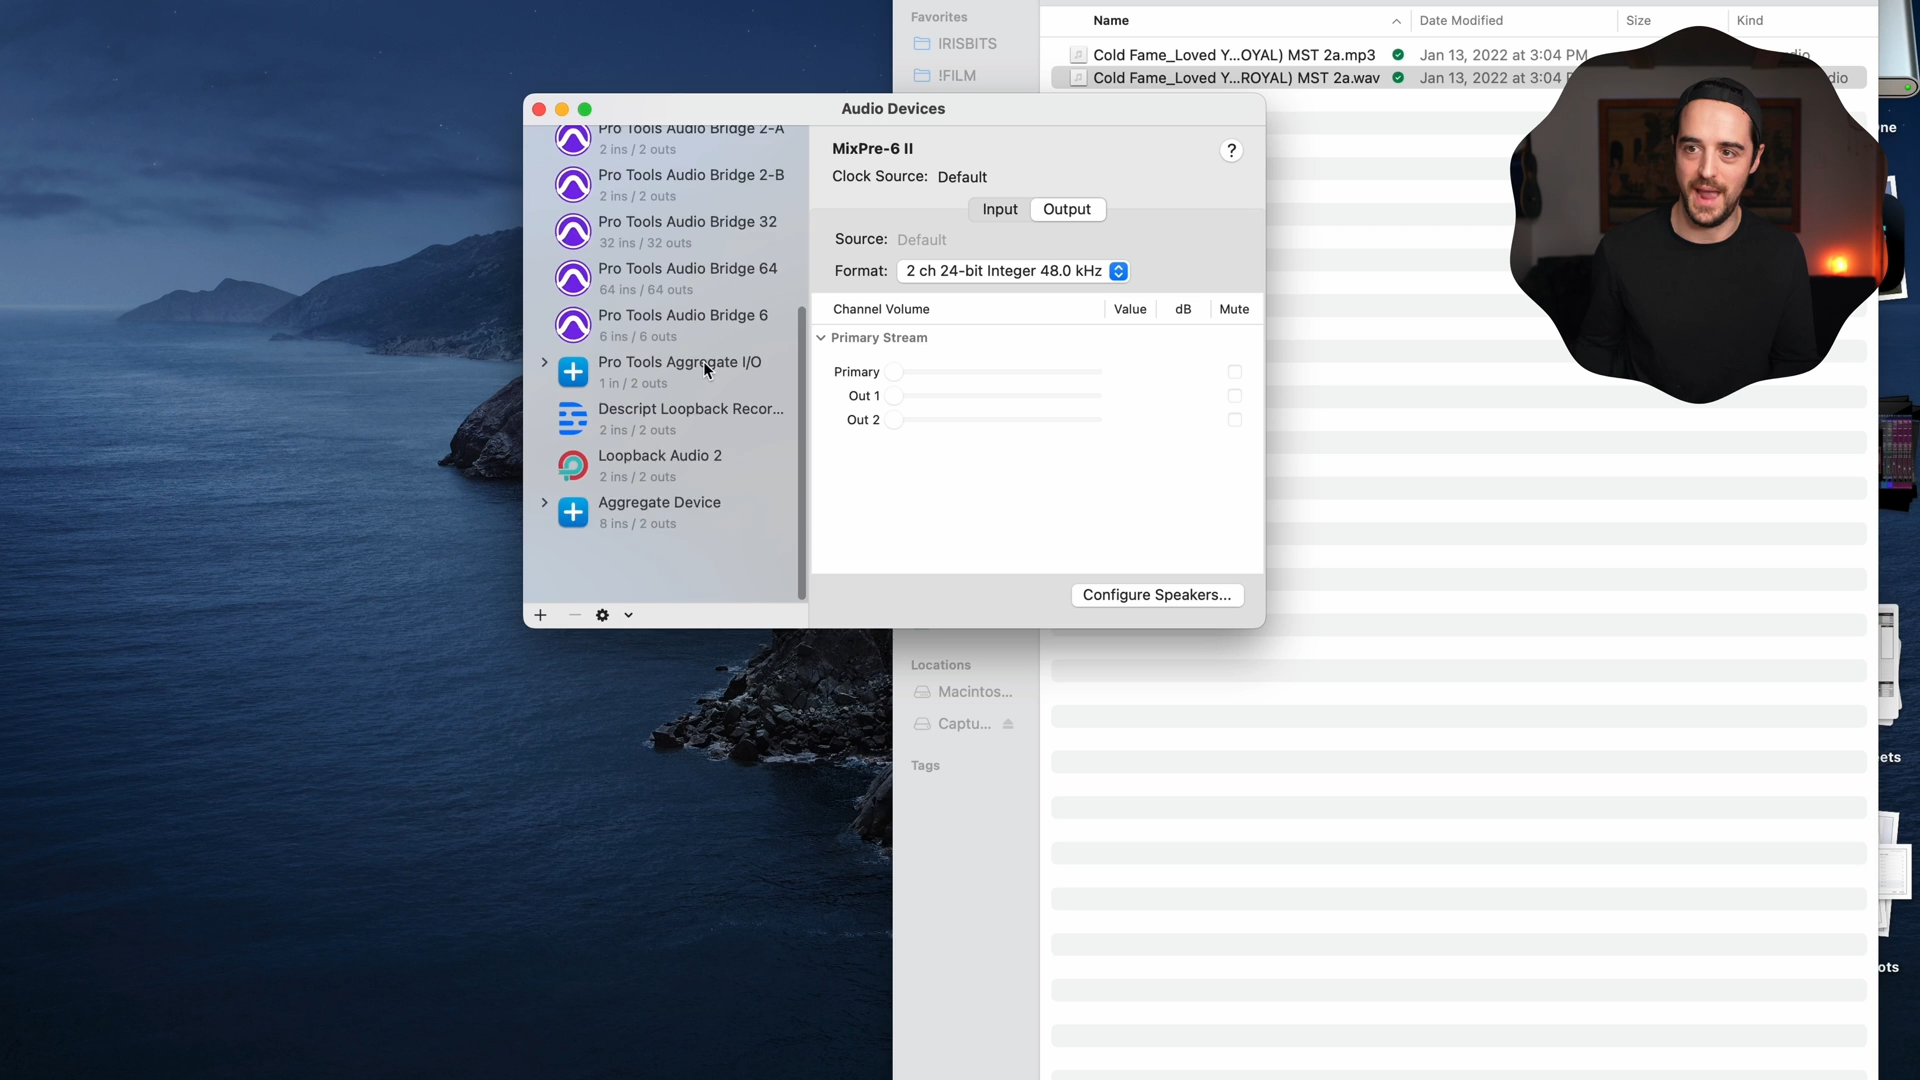 Favorites
IRISBITS
!FILM
Name
Date Modified
Size
Kind
Cold Fame_Loved Y...OYAL) MST 2a.mp3
Jan 13, 2022 at 3:04 PM
Cold Fame_Loved Y...ROYAL) MST 2a.wav
Jan 13, 2022 at 3:04
dio
Audio Devices
Pro Tools Audio Bridge 2-A
2 ins / 2 outs
Pro Tools Audio Bridge 2-B
2 ins / 2 outs
Pro Tools Audio Bridge 32
32 ins / 32 outs
Pro Tools Audio Bridge 64
64 ins / 64 outs
Pro Tools Audio Bridge 6
6 ins / 6 outs
Pro Tools Aggregate I/O
1 in / 2 outs
Descript Loopback Recor...
2 ins / 2 outs
Loopback Audio 2
2 ins / 2 outs
Aggregate Device
8 ins / 2 outs
MixPre-6 II
?
Clock Source: Default
Input
Output
Source: Default
Format: 2 ch 24-bit Integer 48.0 kHz
Channel Volume
Value
dB
Mute
Primary Stream
Primary
Out 1
Out 2
Configure Speakers...
Locations
Macintos...
Captu...
Tags
ne
ets
ots